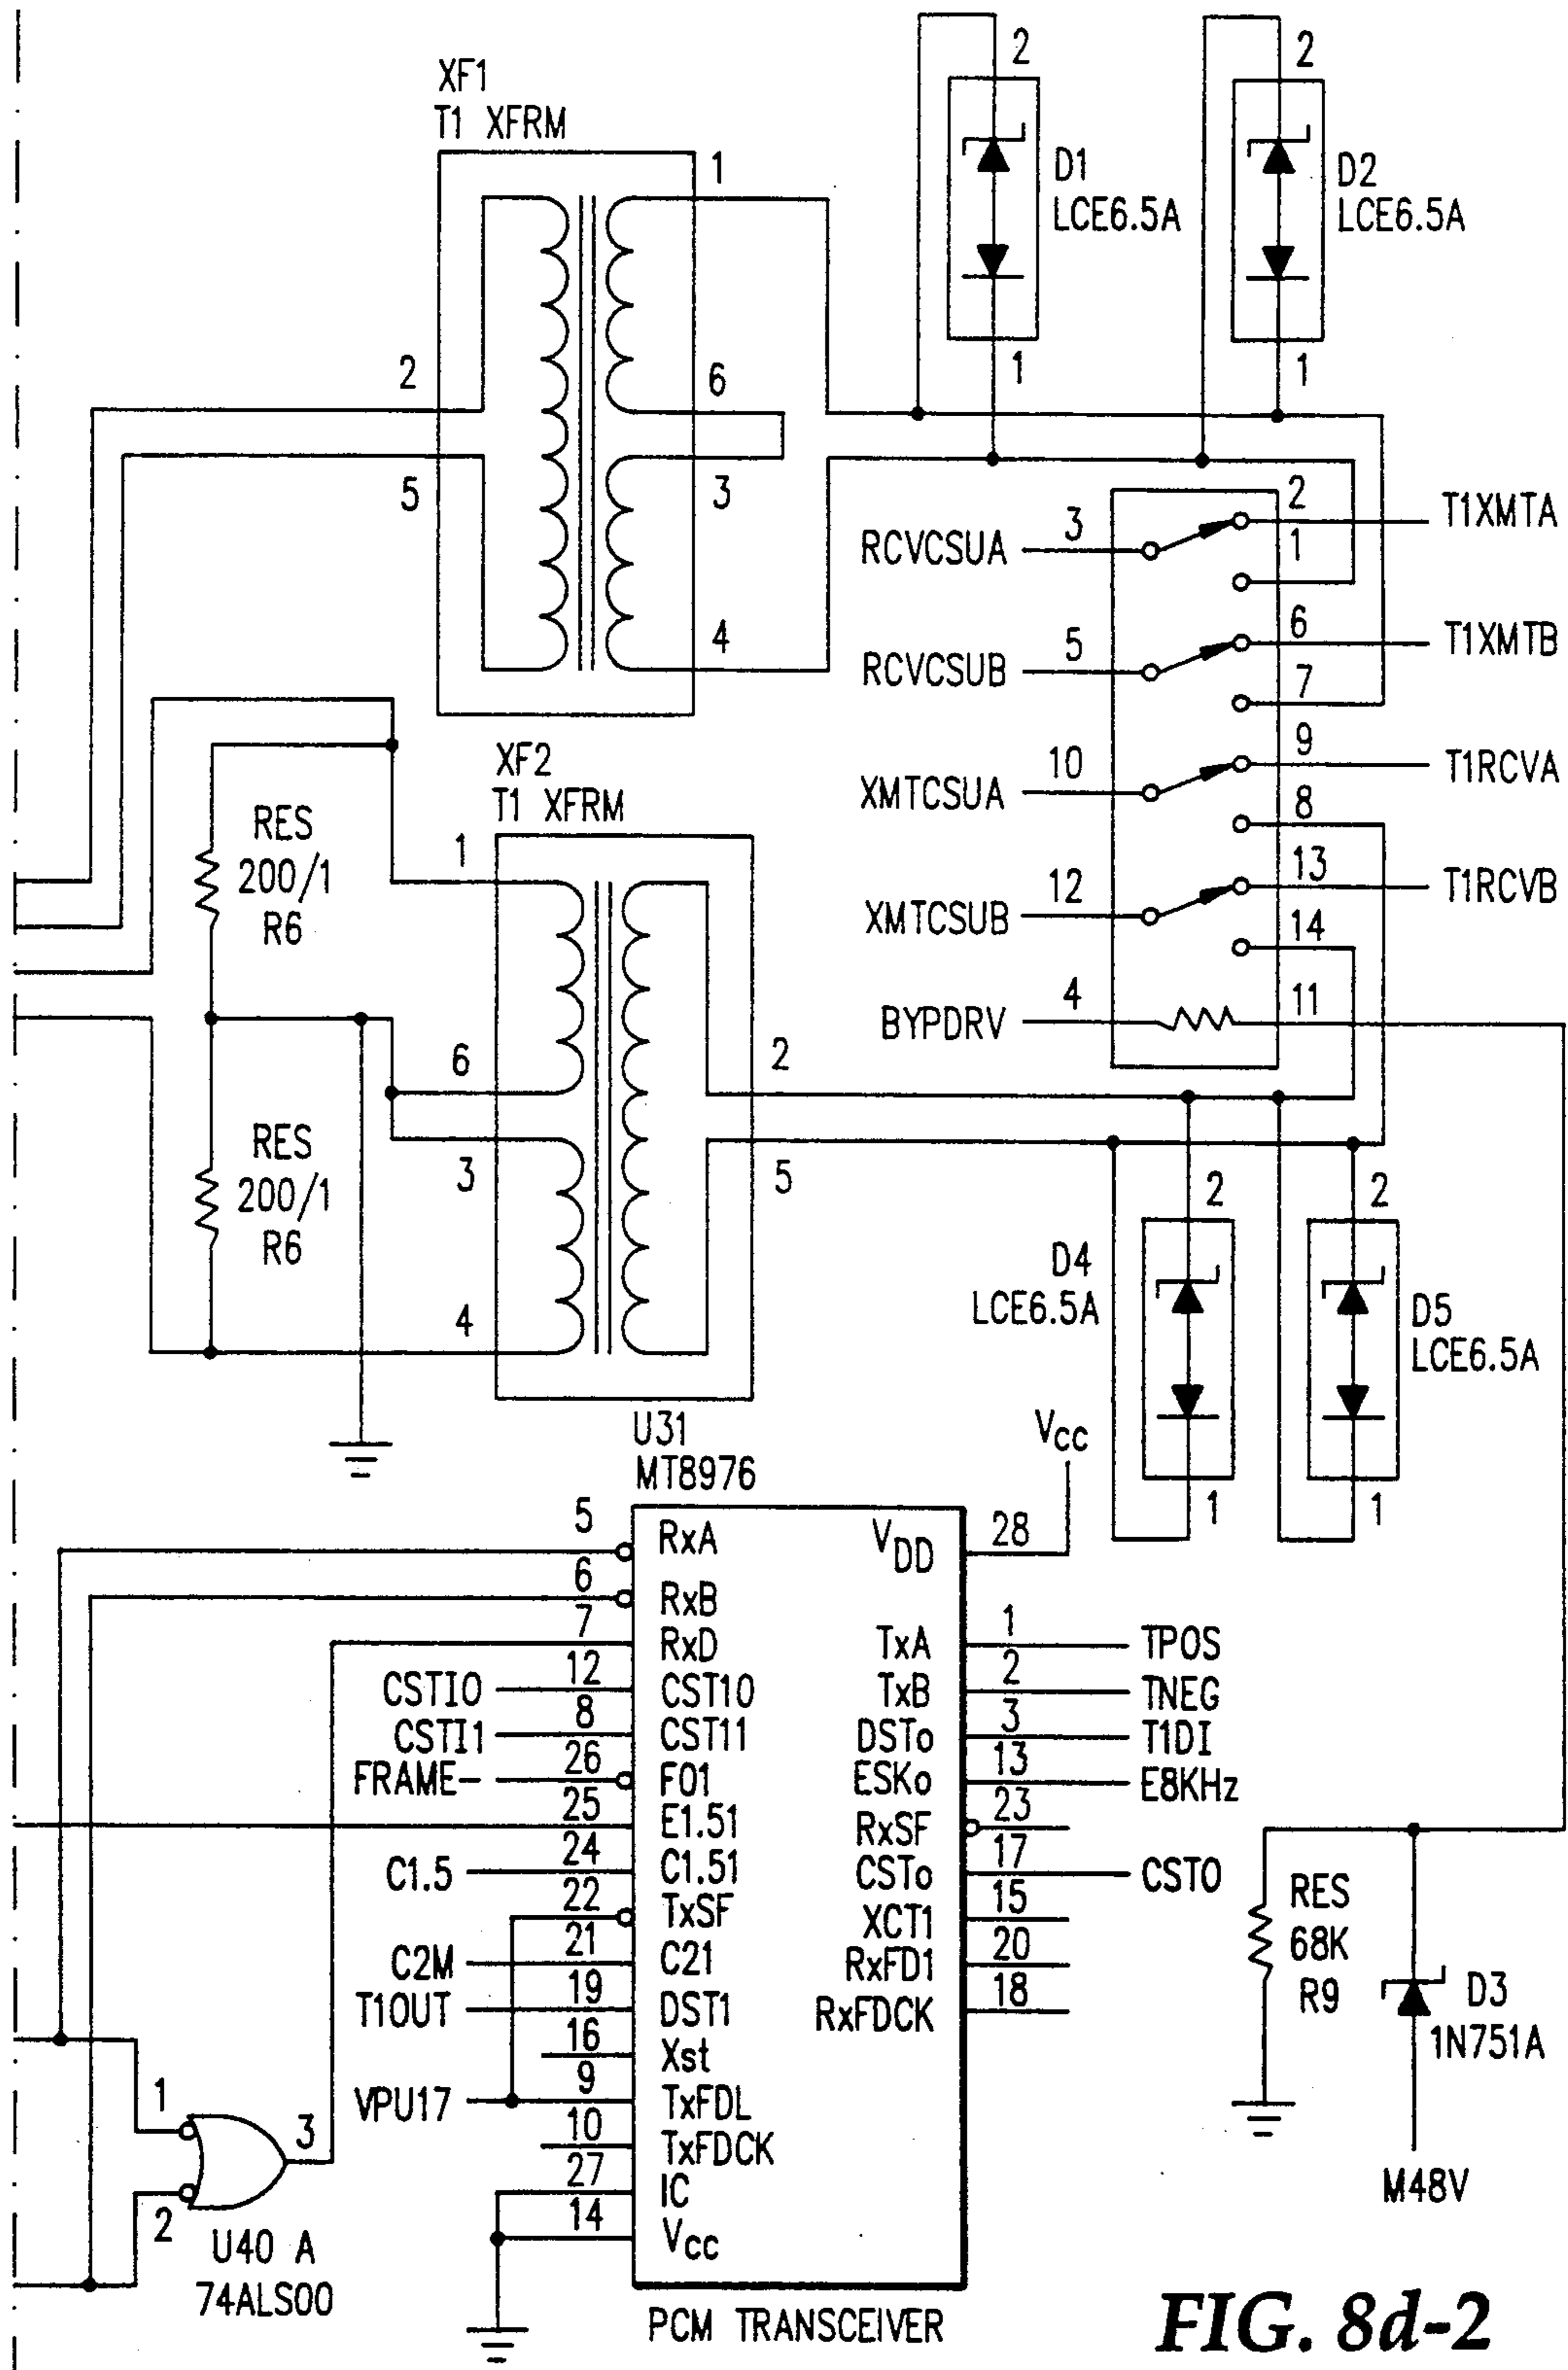 XF1
T1 XFRM
1
2
6
5
3
4
2
D1
LCE6.5A
1
2
D2
LCE6.5A
1
RCVCSUA
3
2
T1XMTA
1
RCVCSUB
5
6
T1XMTB
7
XMTCSUA
10
9
T1RCVA
8
XMTCSUB
12
13
T1RCVB
14
BYPDRV
4
11
RES
200/1
R6
RES
200/1
R6
XF2
T1 XFRM
1
6
2
3
5
4
D4
LCE6.5A
2
1
2
D5
LCE6.5A
1
U31
MT8976
VCC
5 RxA
6 RxB
7 RxD
CSTI0 12 CST10
CSTI1 8 CST11
FRAME- 26 F01
25 E1.51
C1.5 24 C1.51
22 TxSF
C2M 21 C21
T1OUT 19 DST1
16 Xst
VPU17 9 TxFDL
10 TxFDCK
27 IC
14 VCC
VDD 28
TxA 1 TPOS
TxB 2 TNEG
DSTo 3 T1DI
ESKo 13 E8KHz
RxSF 23
CSTo 17 CSTO
XCT1 15
RxFD1 20
RxFDCK 18
PCM TRANSCEIVER
1
2
3
U40 A
74ALS00
RES
68K
R9
D3
1N751A
M48V
FIG. 8d-2